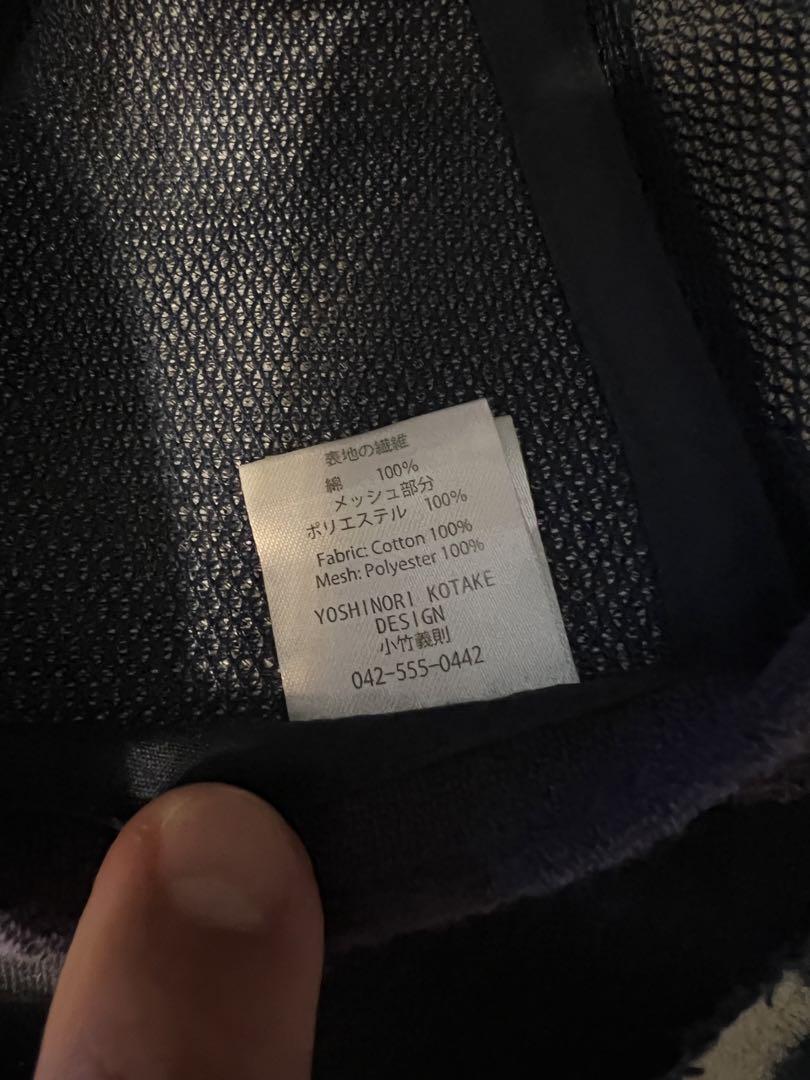 表地の繊維
綿 100%
メッシュ部分
ポリエステル 100%
Fabric: Cotton 100%
Mesh: Polyester 100%
YOSHINORI KOTAKE
DESIGN
小竹義則
042-555-0442